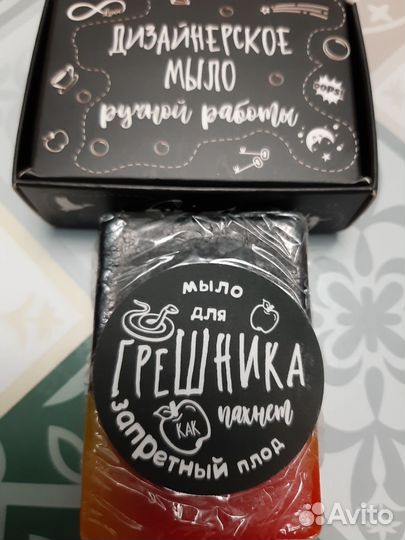 ДИЗАЙНЕРСКОЕ
МЫЛО
ручной работы
OOPS!
МЫЛО
ДЛЯ
ГРЕШНИКА
пахнет
КАК
запретный плод
Avito